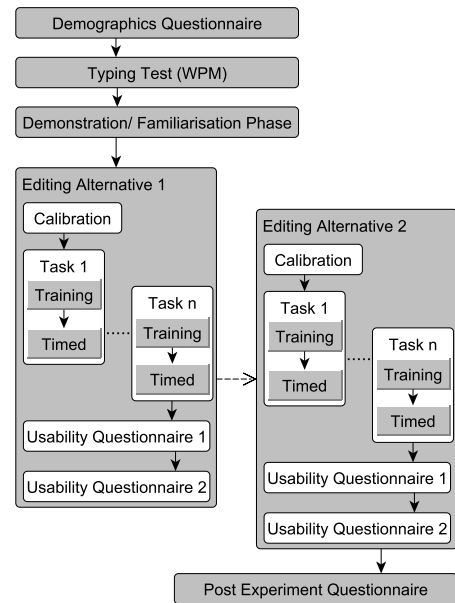 Demographics Questionnaire
Typing Test (WPM)
Demonstration/ Familiarisation Phase
Editing Alternative 1
Calibration
Task 1
Training
Timed
Task n
Training
Timed
Usability Questionnaire 1
Usability Questionnaire 2
Editing Alternative 2
Calibration
Task 1
Training
Timed
Task n
Training
Timed
Usability Questionnaire 1
Usability Questionnaire 2
Post Experiment Questionnaire